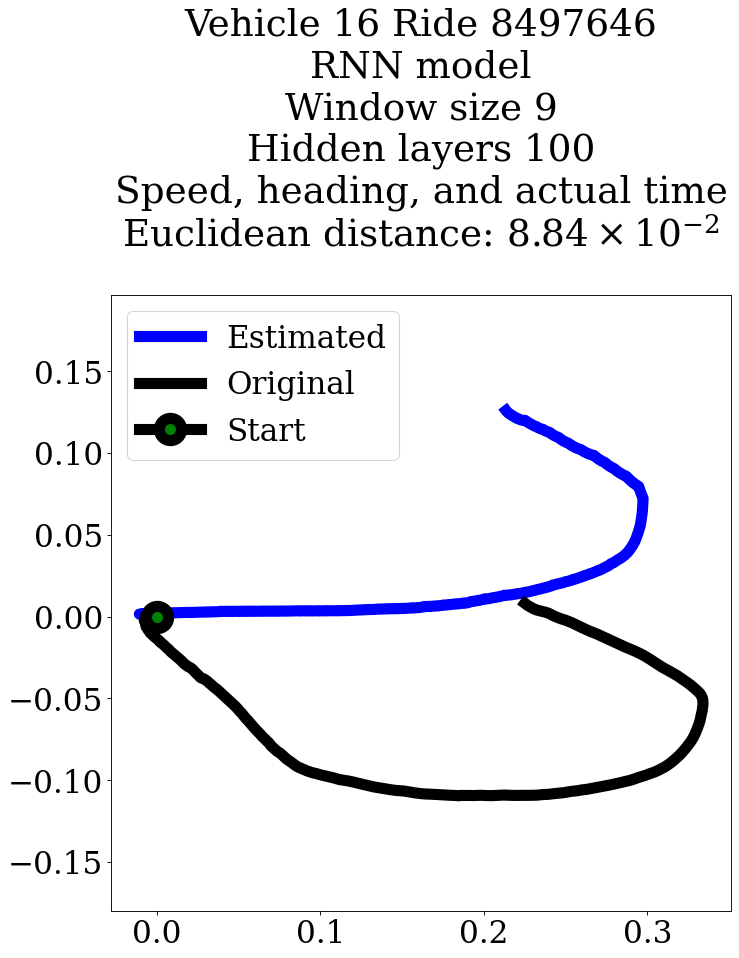 Vehicle 16 Ride 8497646
RNN model
Window size 9
Hidden layers 100
Speed, heading, and actual time
Euclidean distance: 8.84 × 10⁻²
Estimated
Original
Start
0.15
0.10
0.05
0.00
−0.05
−0.10
−0.15
0.0 0.1 0.2 0.3